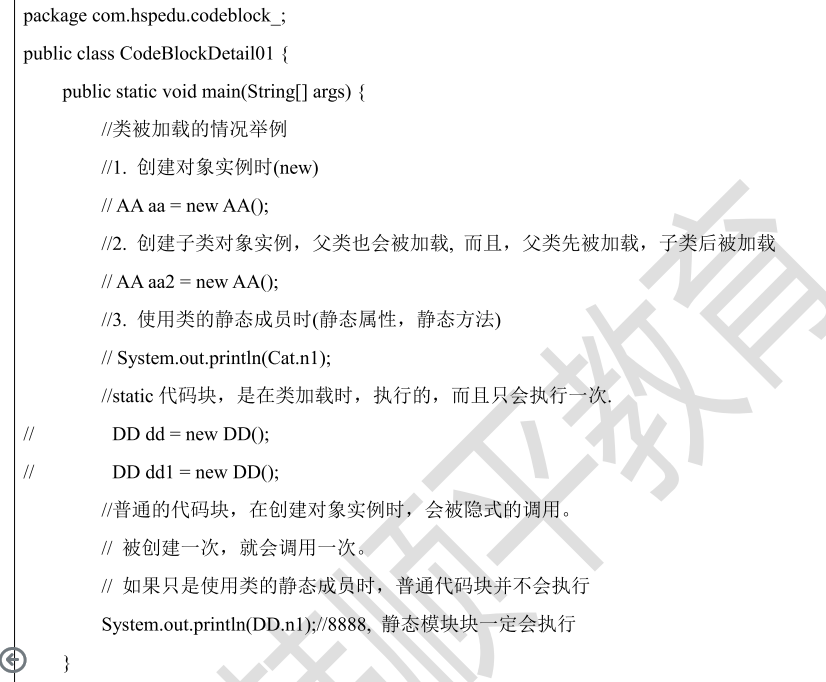 package com.hspedu.codeblock_;
public class CodeBlockDetail01 {
public static void main(String[] args) {
//类被加载的情况举例
//1. 创建对象实例时(new)
// AA aa = new AA();
//2. 创建子类对象实例，父类也会被加载, 而且，父类先被加载，子类后被加载
// AA aa2 = new AA();
//3. 使用类的静态成员时(静态属性，静态方法)
// System.out.println(Cat.n1);
//static 代码块，是在类加载时，执行的，而且只会执行一次.
// DD dd = new DD();
// DD dd1 = new DD();
//普通的代码块，在创建对象实例时，会被隐式的调用。
// 被创建一次，就会调用一次。
// 如果只是使用类的静态成员时，普通代码块并不会执行
System.out.println(DD.n1);//8888, 静态模块块一定会执行
}
顺平教育